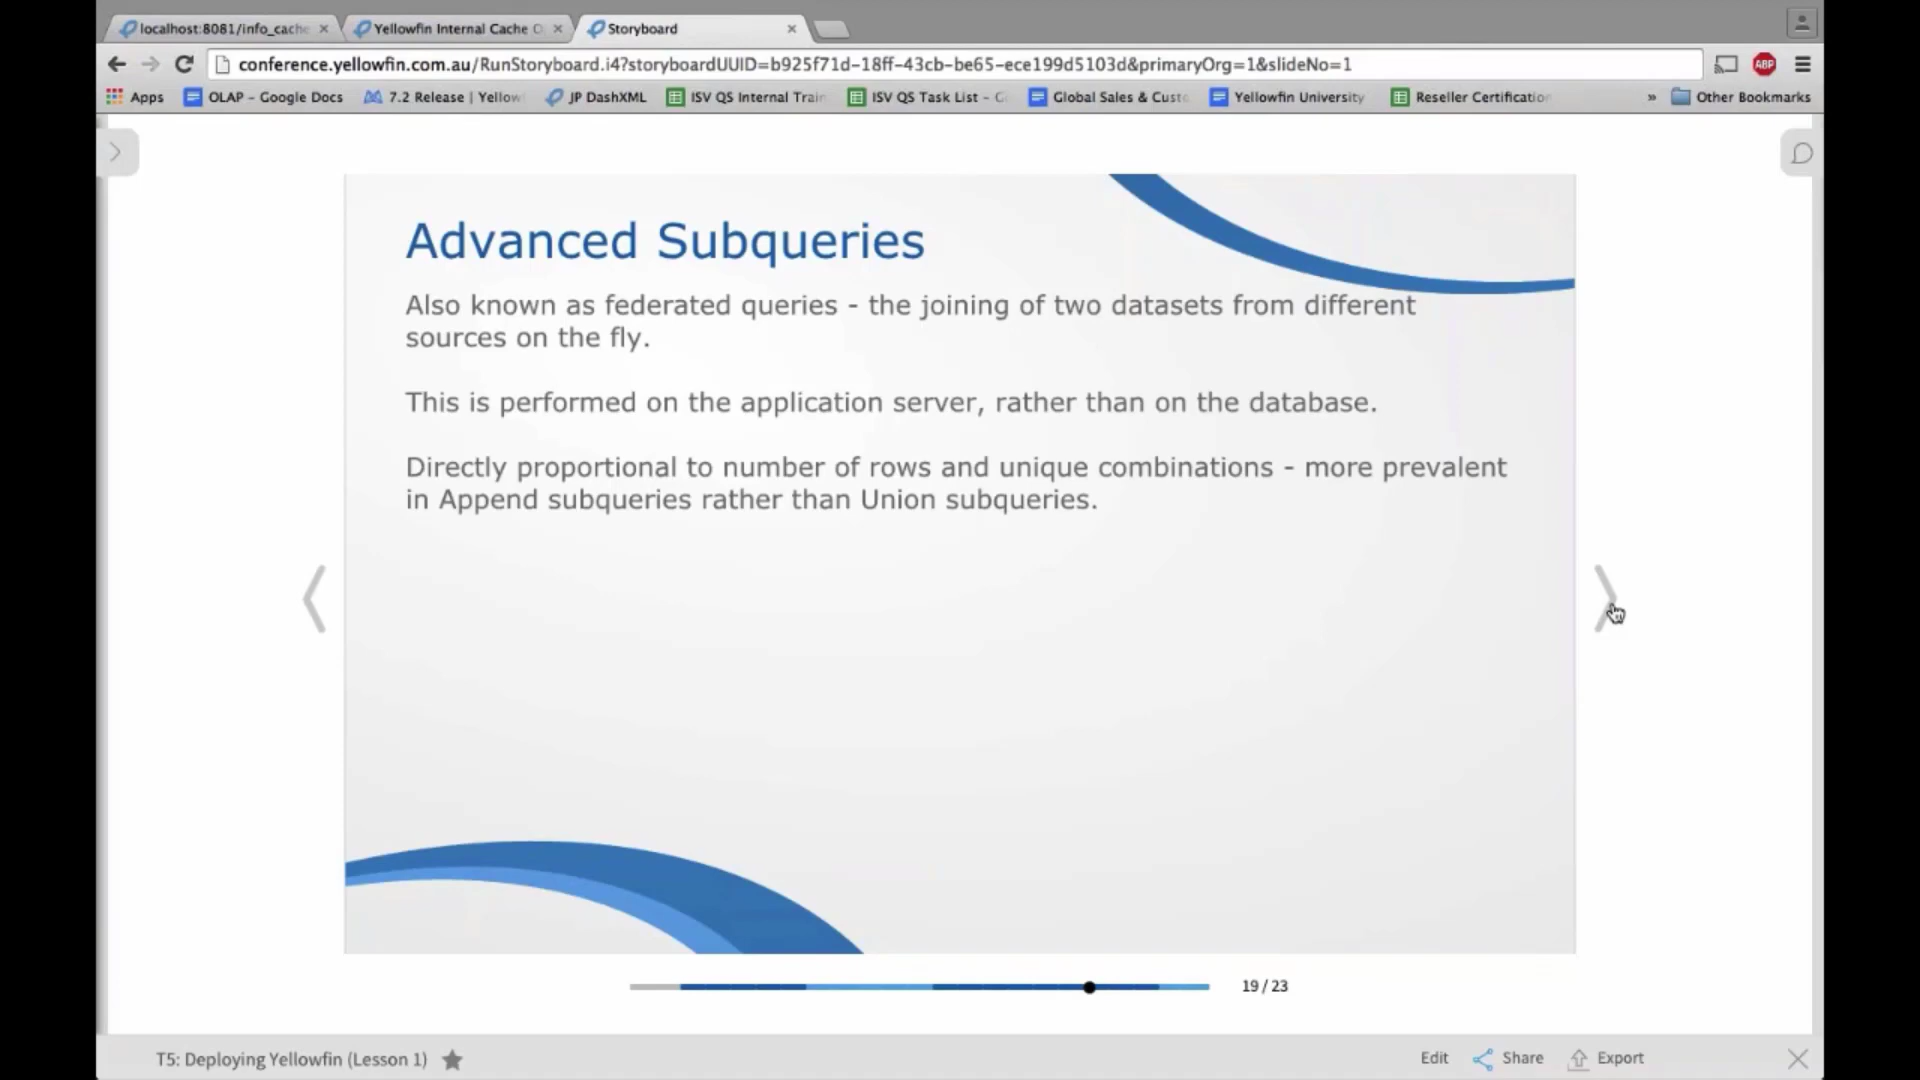 localhost:8081/info_cache
Yellowfin Internal Cache
Storyboard
conference.yellowfin.com.au/RunStoryboard.i4?storyboardUUID=b925f71d-18ff-43cb-be65-ece199d5103d&primaryOrg=1&slideNo=1
ABP
Apps
OLAP - Google Docs
7.2 Release | Yellow
JP DashXML
ISV QS Internal Train
ISV QS Task List -
Global Sales & Custo
Yellowfin University
Reseller Certification
»
Other Bookmarks
Advanced Subqueries
Also known as federated queries - the joining of two datasets from different
sources on the fly.
This is performed on the application server, rather than on the database.
Directly proportional to number of rows and unique combinations - more prevalent
in Append subqueries rather than Union subqueries.
19 / 23
T5: Deploying Yellowfin (Lesson 1)
Edit
Share
Export